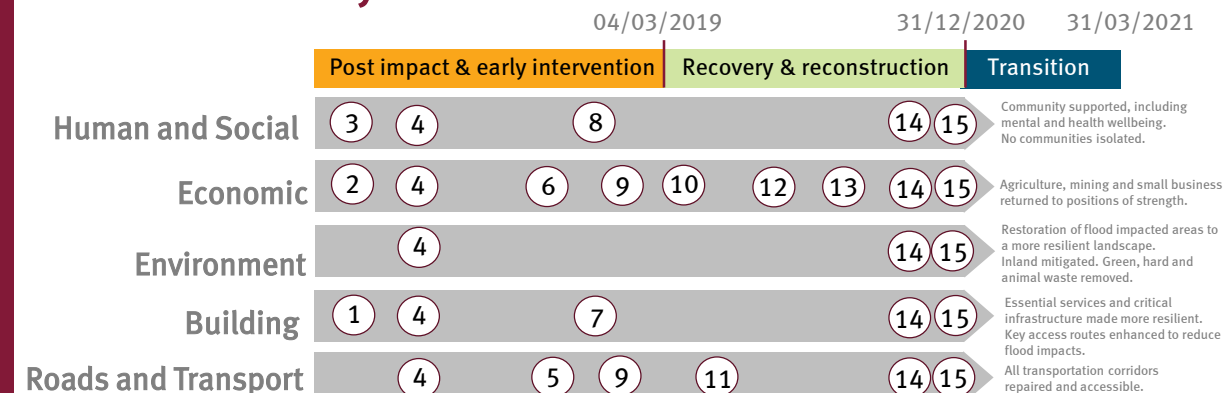 04/03/2019 31/12/2020 31/03/2021
Post impact & early intervention Recovery & reconstruction Transition
Human and Social 3 4 8 14 15
Community supported, including
mental and health wellbeing.
No communities isolated.
Economic 2 4 6 9 10 12 13 14 15
Agriculture, mining and small business
returned to positions of strength.
Environment 4 14 15
Restoration of flood impacted areas to
a more resilient landscape.
Inland mitigated. Green, hard and
animal waste removed.
Building 1 4 7 14 15
Essential services and critical
infrastructure made more resilient.
Key access routes enhanced to reduce
flood impacts.
Roads and Transport 4 5 9 11 14 15
All transportation corridors
repaired and accessible.